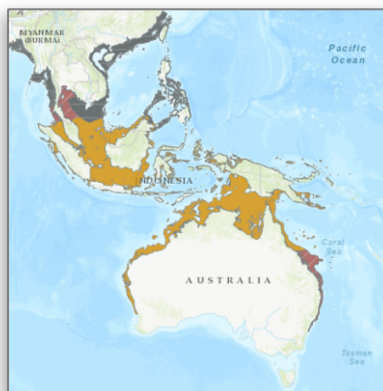 MYANMAR
(BURMA)
Pacific
Ocean
INDONESIA
Coral
Sea
AUSTRALIA
Tasman
Sea